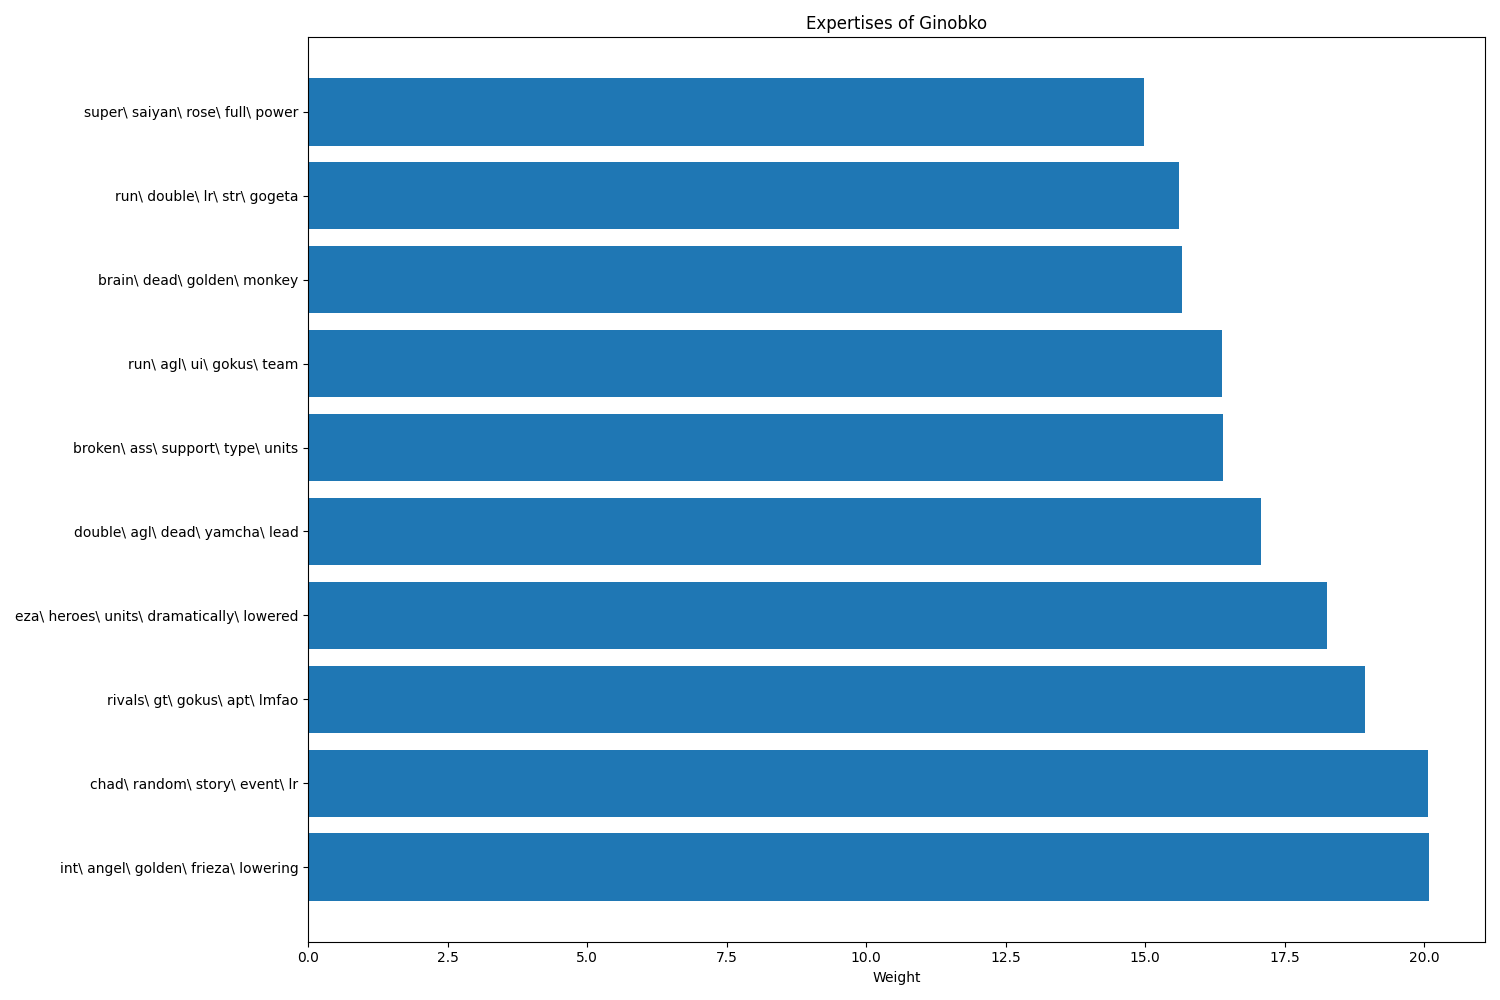 Expertises of Ginobko
super\ saiyan\ rose\ full\ power
run\ double\ lr\ str\ gogeta
brain\ dead\ golden\ monkey
run\ agl\ ui\ gokus\ team
broken\ ass\ support\ type\ units
double\ agl\ dead\ yamcha\ lead
eza\ heroes\ units\ dramatically\ lowered
rivals\ gt\ gokus\ apt\ lmfao
chad\ random\ story\ event\ lr
int\ angel\ golden\ frieza\ lowering
0.0 2.5 5.0 7.5 10.0 12.5 15.0 17.5 20.0
Weight